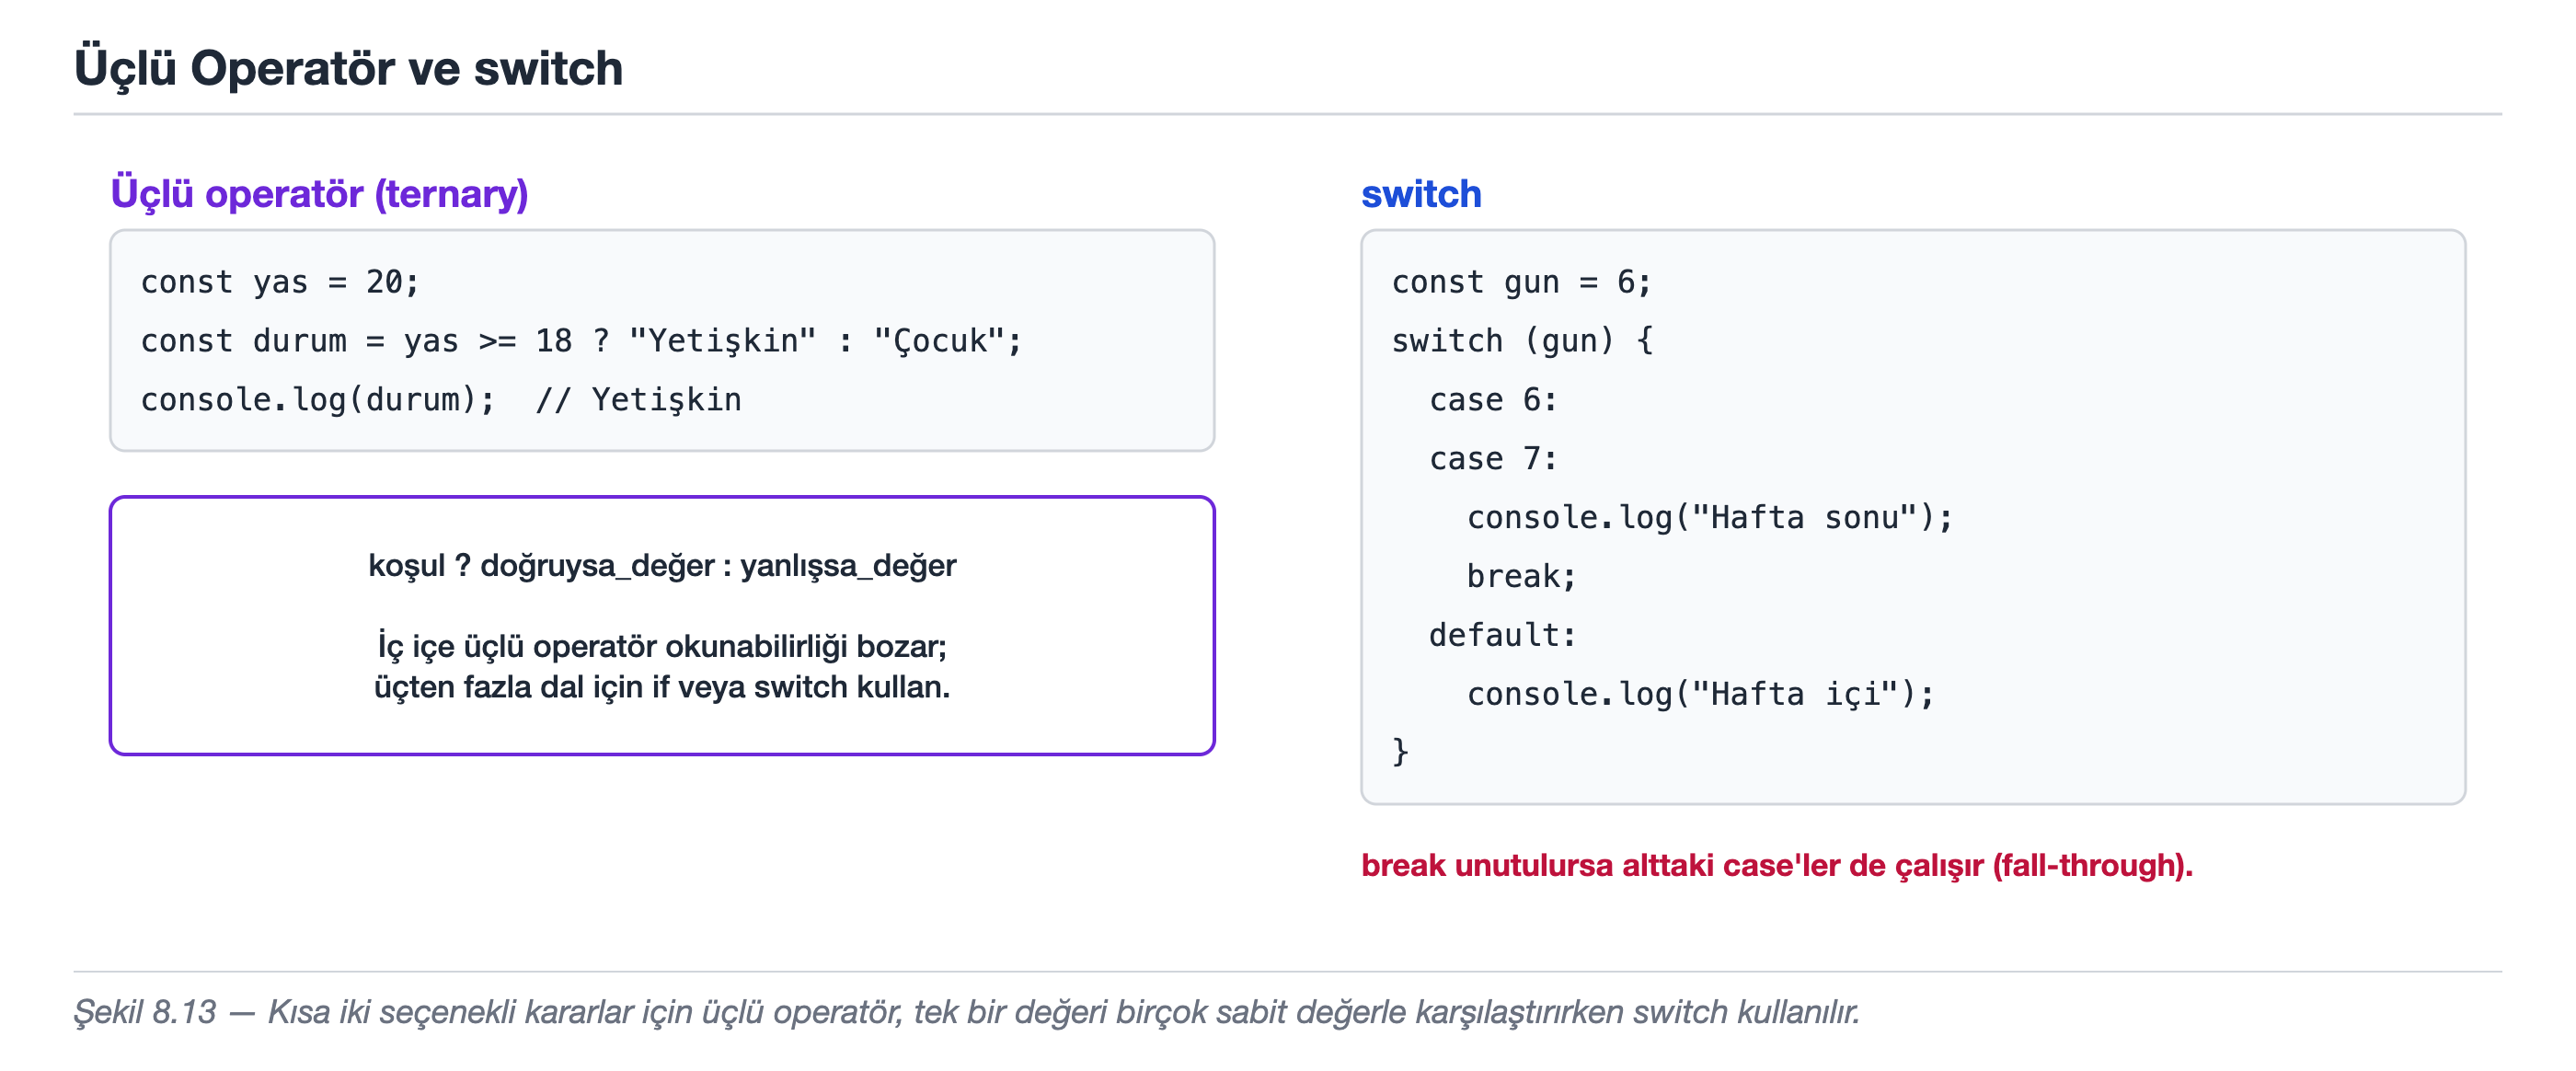 Üçlü Operatör ve switch
Üçlü operatör (ternary)
const yas = 20;
const durum = yas >= 18 ? "Yetişkin" : "Çocuk";
console.log(durum);  // Yetişkin
koşul ? doğruysa_değer : yanlışsa_değer
İç içe üçlü operatör okunabilirliği bozar;
üçten fazla dal için if veya switch kullan.
switch
const gun = 6;
switch (gun) {
  case 6:
  case 7:
    console.log("Hafta sonu");
    break;
  default:
    console.log("Hafta içi");
}
break unutulursa alttaki case'ler de çalışır (fall-through).
Şekil 8.13 — Kısa iki seçenekli kararlar için üçlü operatör, tek bir değeri birçok sabit değerle karşılaştırırken switch kullanılır.